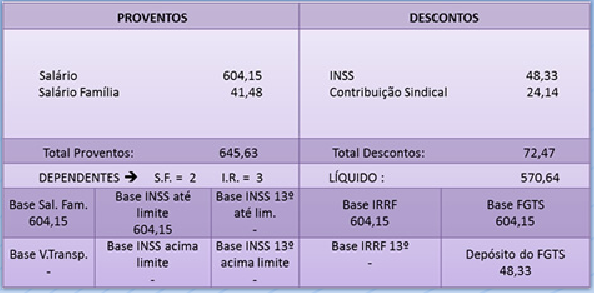 PROVENTOS DESCONTOS
Salário 604,15 INSS 48,33
Salário Família 41,48 Contribuição Sindical 24,14
Total Proventos: 645,63 Total Descontos: 72,47
DEPENDENTES → S.F. = 2 I.R. = 3 LÍQUIDO : 570,64
Base Sal. Fam.
604,15
Base INSS até
limite
604,15
Base INSS 13º
até lim.
-
Base IRRF
604,15
Base FGTS
604,15
Base V.Transp.
-
Base INSS acima
limite
-
Base INSS 13º
acima limite
-
Base IRRF 13º
-
Depósito do FGTS
48,33